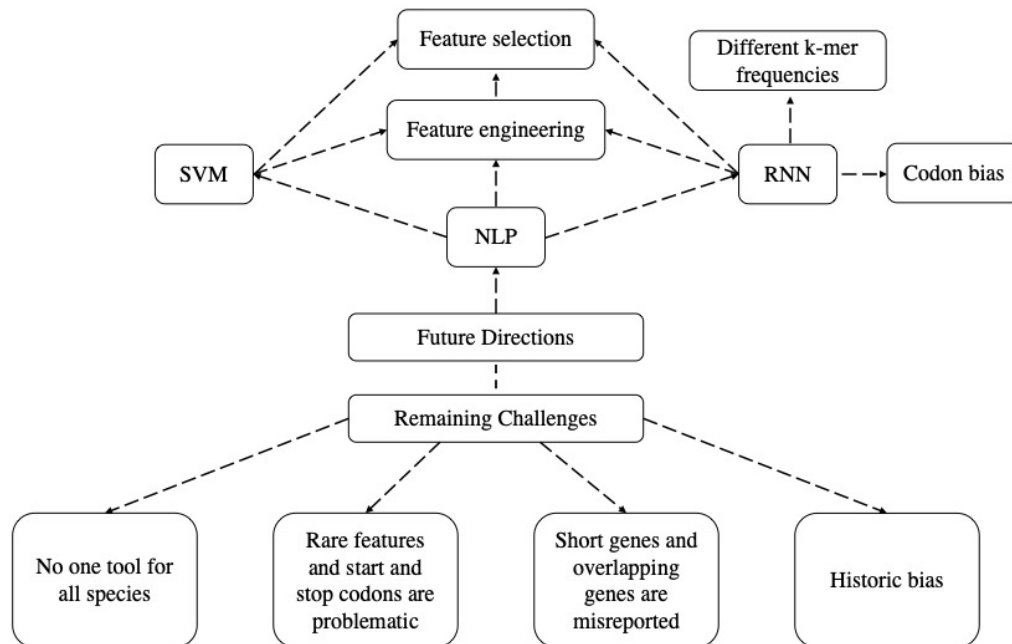 Feature selection
Different k-mer
frequencies
Feature engineering
SVM
RNN
Codon bias
NLP
Future Directions
Remaining Challenges
No one tool for
all species
Rare features
and start and
stop codons are
problematic
Short genes and
overlapping
genes are
misreported
Historic bias